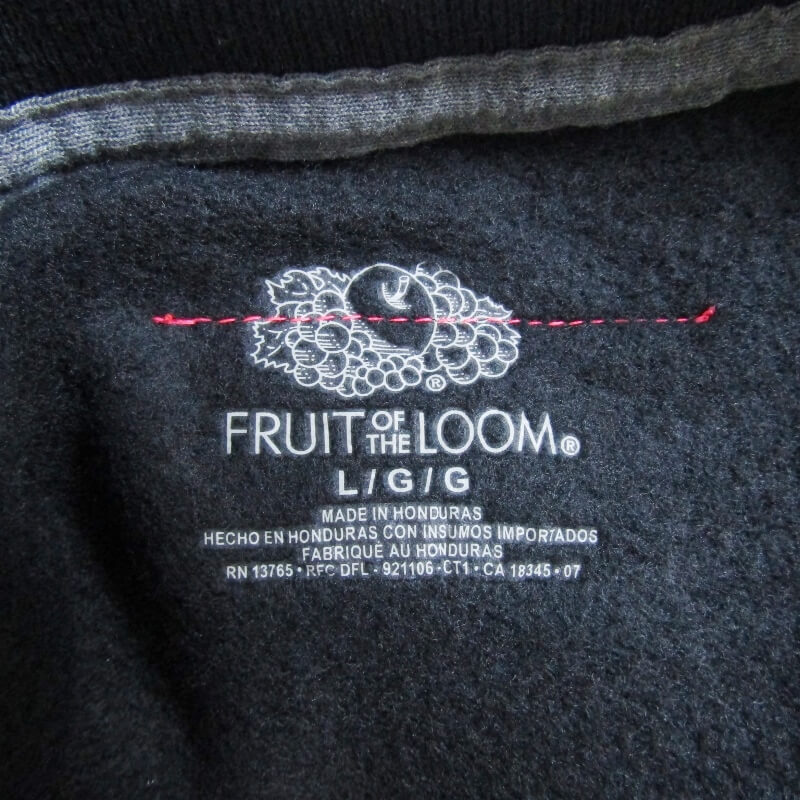 ®
FRUIT OF THE LOOM®
L/G/G
MADE IN HONDURAS
HECHO EN HONDURAS CON INSUMOS IMPORTADOS
FABRIQUÉ AU HONDURAS
RN 13765 • RFC DFL - 921106 - CT1 • CA 18345 • 07